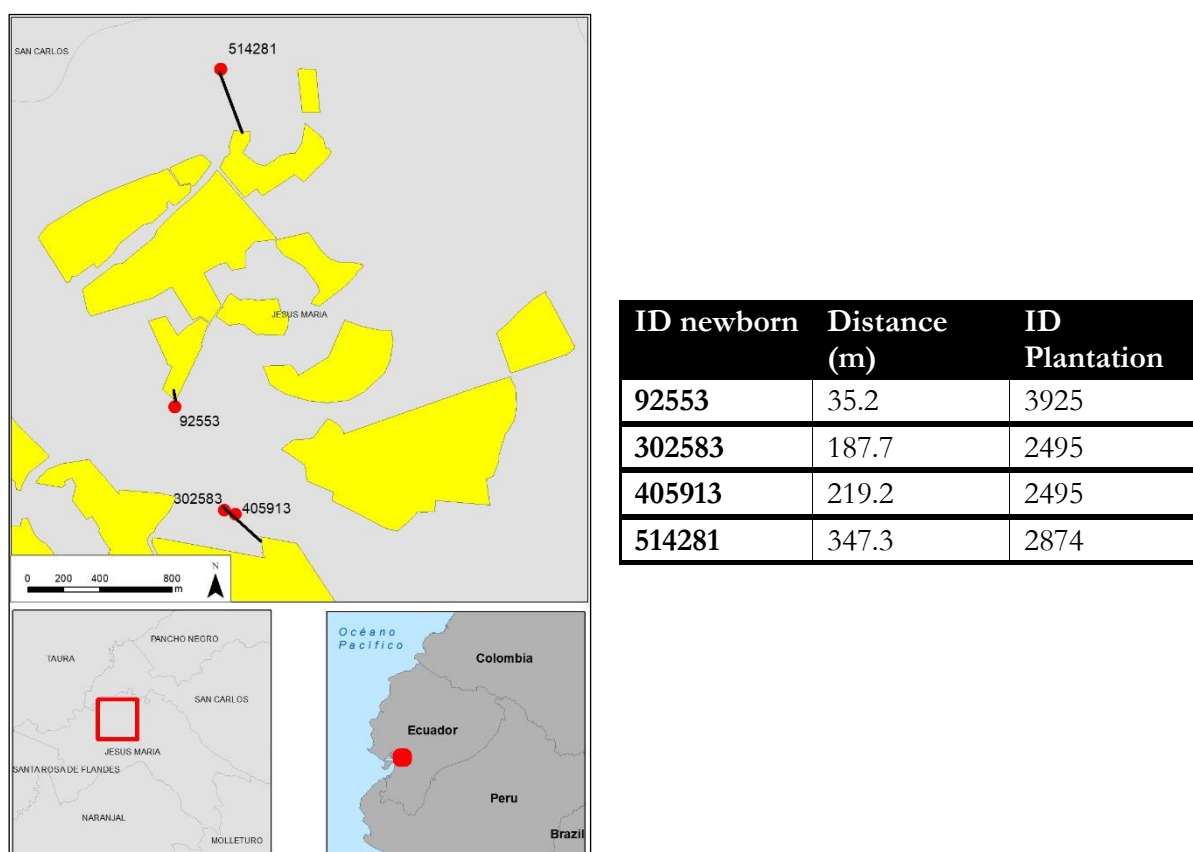 SAN CARLOS
514281
JESUS MARIA
92553
302583
405913
N
0 200 400 800
m
TAURA
PANCHO NEGRO
SAN CARLOS
JESUS MARIA
SANTA ROSA DE FLANDES
NARANJAL
MOLLETURO
Océano
Pacífico
Colombia
Ecuador
Peru
Brazil
ID newborn Distance (m) ID Plantation
92553 35.2 3925
302583 187.7 2495
405913 219.2 2495
514281 347.3 2874